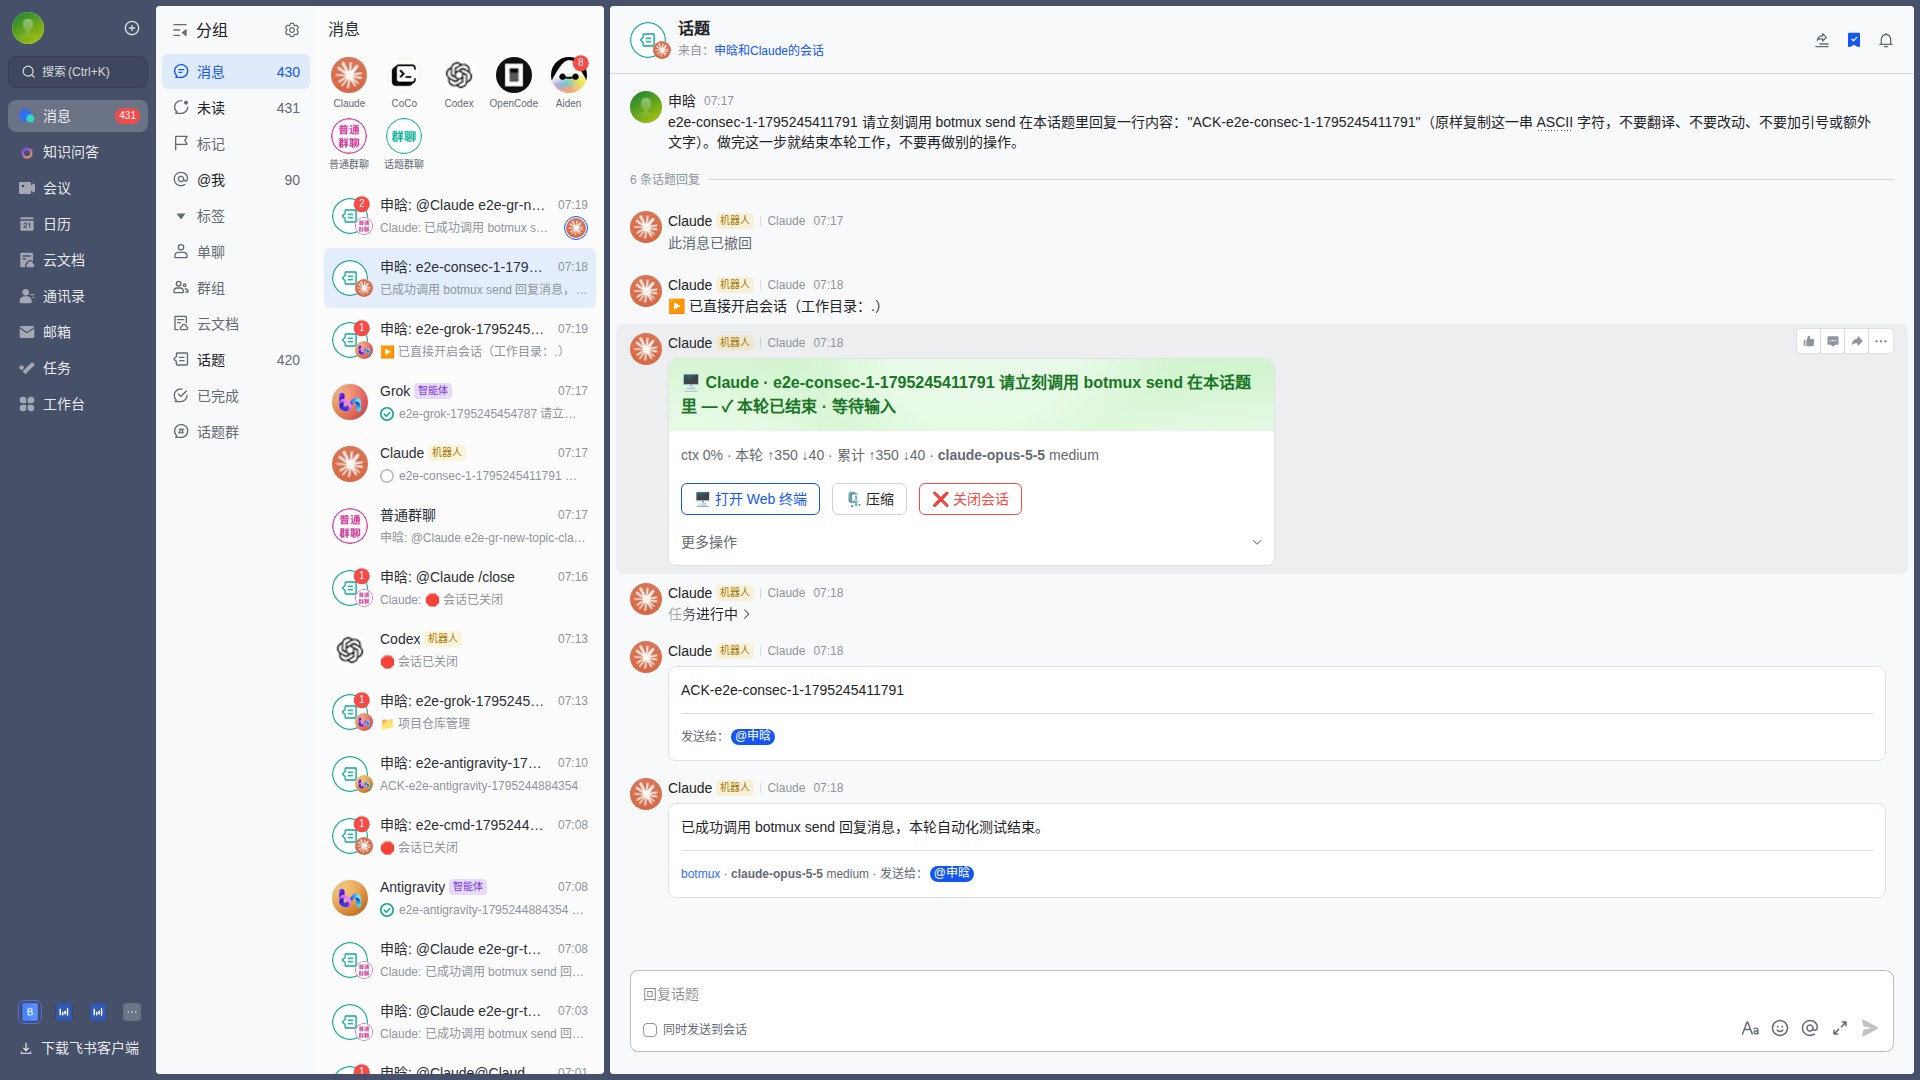 搜索 (Ctrl+K)
消息
431
知识问答
会议
日历
云文档
通讯录
邮箱
任务
工作台
B
下载飞书客户端
分组
消息 430
未读 431
标记
@我 90
标签
单聊
群组
云文档
话题 420
已完成
话题群
消息
Claude
CoCo
Codex
OpenCode
8
Aiden
普通群聊
普通群聊
群聊
话题群聊
2
申晗: @Claude e2e-gr-n... 07:19
Claude: 已成功调用 botmux s...
申晗: e2e-consec-1-179... 07:18
已成功调用 botmux send 回复消息，...
1
申晗: e2e-grok-1795245... 07:19
已直接开启会话（工作目录：.）
Grok 智能体 07:17
e2e-grok-1795245454787 请立...
Claude 机器人 07:17
e2e-consec-1-1795245411791 ...
普通群聊
普通群聊 07:17
申晗: @Claude e2e-gr-new-topic-cla...
1
申晗: @Claude /close 07:16
Claude: 会话已关闭
Codex 机器人 07:13
会话已关闭
1
申晗: e2e-grok-1795245... 07:13
项目仓库管理
申晗: e2e-antigravity-17... 07:10
ACK-e2e-antigravity-1795244884354
1
申晗: e2e-cmd-1795244... 07:08
会话已关闭
Antigravity 智能体 07:08
e2e-antigravity-1795244884354 ...
申晗: @Claude e2e-gr-t... 07:08
Claude: 已成功调用 botmux send 回...
申晗: @Claude e2e-gr-t... 07:03
Claude: 已成功调用 botmux send 回...
1
申晗: @Claude@Claud... 07:01
话题
来自：申晗和Claude的会话
申晗 07:17
e2e-consec-1-1795245411791 请立刻调用 botmux send 在本话题里回复一行内容："ACK-e2e-consec-1-1795245411791"（原样复制这一串 ASCII 字符，不要翻译、不要改动、不要加引号或额外
文字）。做完这一步就结束本轮工作，不要再做别的操作。
6 条话题回复
Claude 机器人 Claude 07:17
此消息已撤回
Claude 机器人 Claude 07:18
已直接开启会话（工作目录：.）
Claude 机器人 Claude 07:18
Claude · e2e-consec-1-1795245411791 请立刻调用 botmux send 在本话题
里 — ✓ 本轮已结束 · 等待输入
ctx 0% · 本轮 ↑350 ↓40 · 累计 ↑350 ↓40 · claude-opus-5-5 medium
打开 Web 终端
压缩
关闭会话
更多操作
Claude 机器人 Claude 07:18
任务进行中
Claude 机器人 Claude 07:18
ACK-e2e-consec-1-1795245411791
发送给：@申晗
Claude 机器人 Claude 07:18
已成功调用 botmux send 回复消息，本轮自动化测试结束。
botmux · claude-opus-5-5 medium · 发送给：@申晗
回复话题
同时发送到会话
Aa